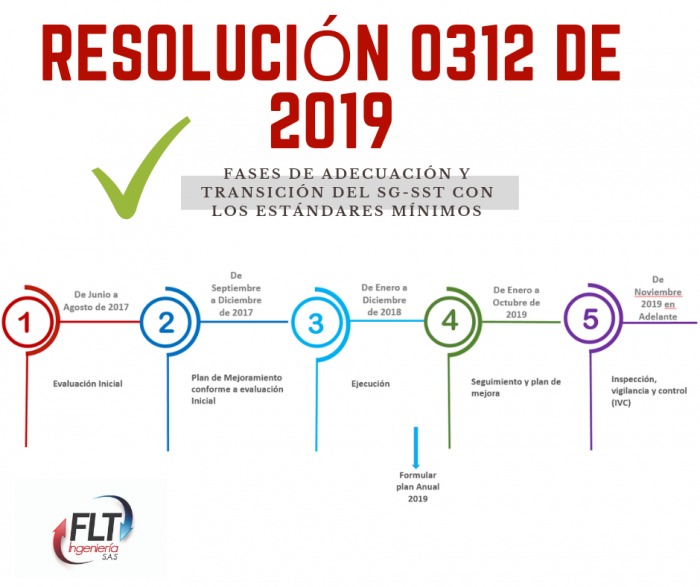 RESOLUCIÓN 0312 DE
2019
FASES DE ADECUACIÓN Y
TRANSICIÓN DEL SG-SST CON
LOS ESTÁNDARES MÍNIMOS
1
De Junio a
Agosto de 2017
Evaluación Inicial
2
De
Septiembre
a Diciembre
de 2017
Plan de Mejoramiento
conforme a evaluación
Inicial
3
De Enero a
Diciembre
de 2018
Ejecución
Formular
plan Anual
2019
4
De Enero a
Octubre de
2019
Seguimiento y plan de
mejora
5
De
Noviembre
2019 en
Adelante
Inspección,
vigilancia y control
(IVC)
FLT
Ingeniería
S.A.S